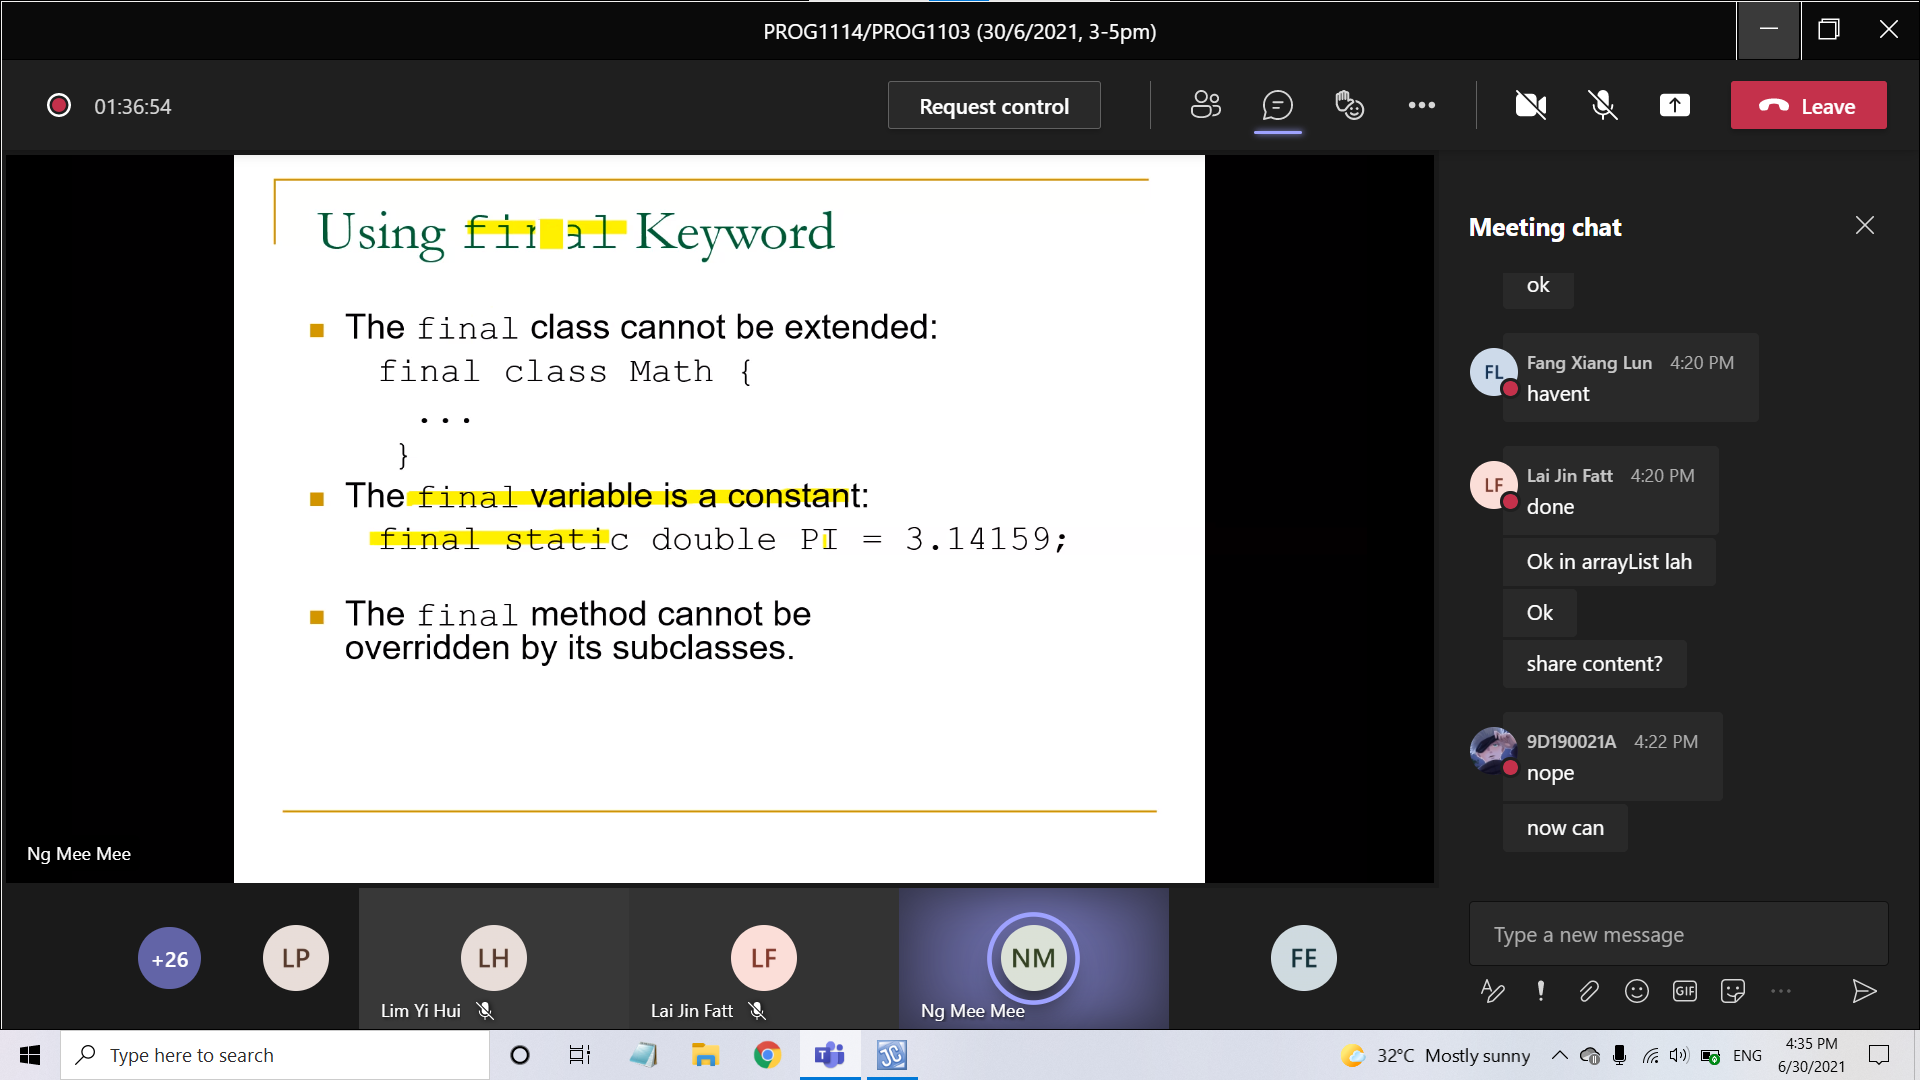 PROG1114/PROG1103 (30/6/2021, 3-5pm)
01:36:54
Request control
Leave
Using final Keyword
The final class cannot be extended:
final class Math {
...
}
The final variable is a constant:
final static double PI = 3.14159;
The final method cannot be
overridden by its subclasses.
Ng Mee Mee
Meeting chat
ok
FL
Fang Xiang Lun 4:20 PM
havent
LF
Lai Jin Fatt 4:20 PM
done
Ok in arrayList lah
Ok
share content?
9D190021A 4:22 PM
nope
now can
Type a new message
GIF
+26
LP
LH
Lim Yi Hui
LF
Lai Jin Fatt
NM
Ng Mee Mee
FE
Type here to search
JC
32°C Mostly sunny
ENG
4:35 PM
6/30/2021